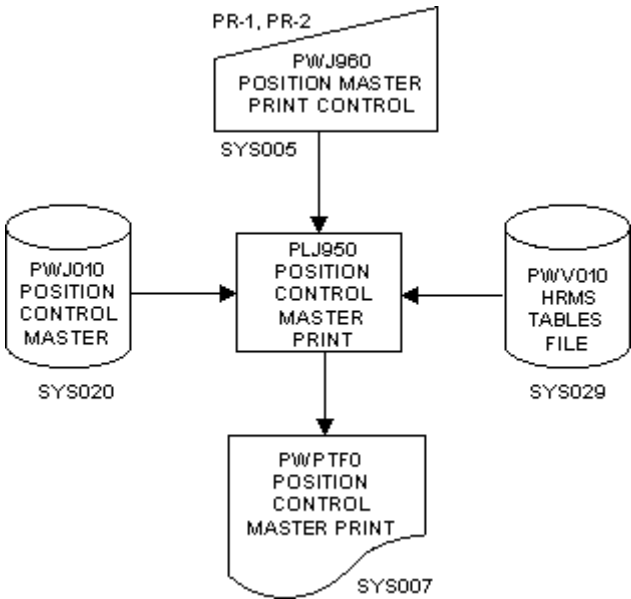 PR-1, PR-2
PWJ960
POSITION MASTER
PRINT CONTROL
SYS005
PWJ010
POSITION
CONTROL
MASTER
SYS020
PLJ950
POSITION
CONTROL
MASTER
PRINT
PWV010
HRMS
TABLES
FILE
SYS029
PWPTF0
POSITION
CONTROL
MASTER PRINT
SYS007